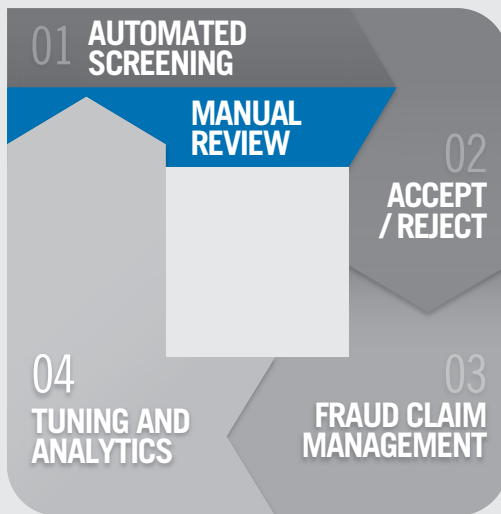 01 AUTOMATED
SCREENING
MANUAL
REVIEW
02
ACCEPT
/ REJECT
03
FRAUD CLAIM
MANAGEMENT
04
TUNING AND
ANALYTICS